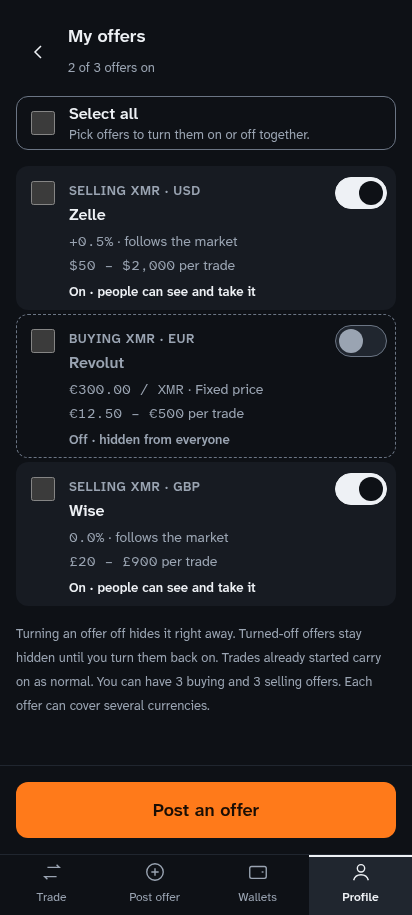 My offers
2 of 3 offers on
Select all
Pick offers to turn them on or off together.
SELLING XMR · USD
Zelle
+0.5% · follows the market
$50 – $2,000 per trade
On · people can see and take it
BUYING XMR · EUR
Revolut
€300.00 / XMR · Fixed price
€12.50 – €500 per trade
Off · hidden from everyone
SELLING XMR · GBP
Wise
0.0% · follows the market
£20 – £900 per trade
On · people can see and take it
Turning an offer off hides it right away. Turned-off offers stay
hidden until you turn them back on. Trades already started carry
on as normal. You can have 3 buying and 3 selling offers. Each
offer can cover several currencies.
Post an offer
Trade
Post offer
Wallets
Profile